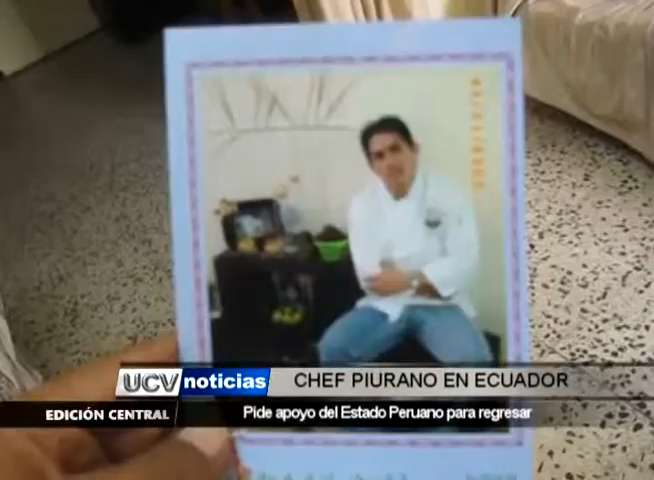 UCV noticias
CHEF PIURANO EN ECUADOR
EDICIÓN CENTRAL
Pide apoyo del Estado Peruano para regresar